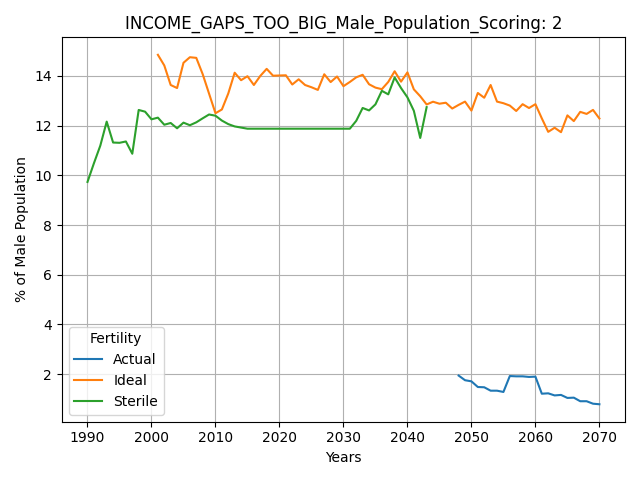 INCOME_GAPS_TOO_BIG_Male_Population_Scoring: 2
% of Male Population
14
12
10
8
6
4
2
Fertility
Actual
Ideal
Sterile
1990 2000 2010 2020 2030 2040 2050 2060 2070
Years